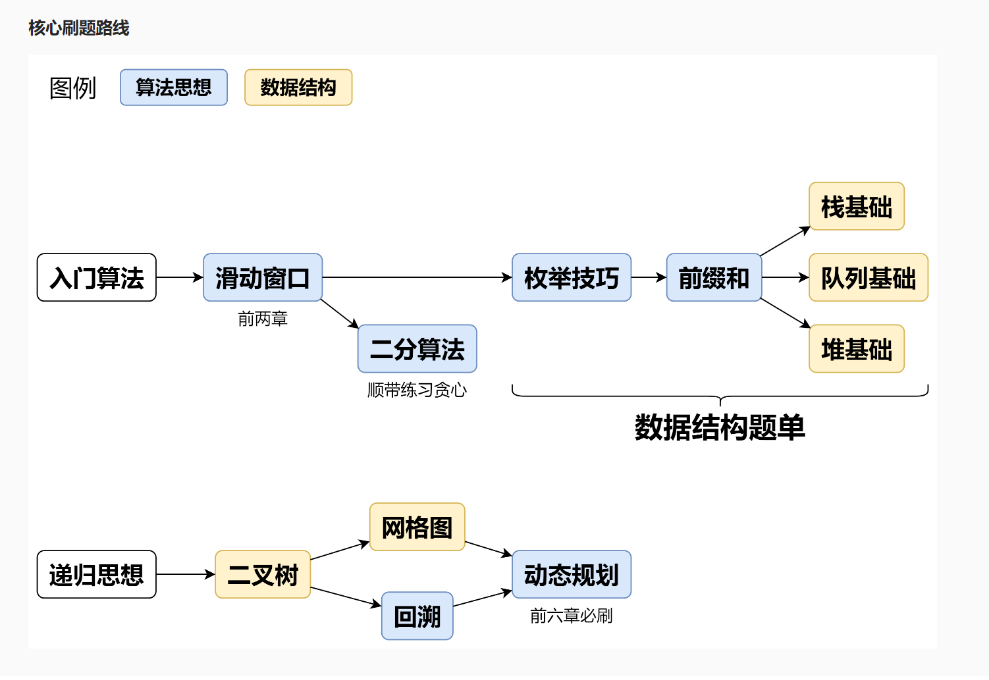 核心刷题路线
图例
算法思想
数据结构
入门算法
滑动窗口
前两章
二分算法
顺带练习贪心
枚举技巧
前缀和
栈基础
队列基础
堆基础
数据结构题单
递归思想
二叉树
网格图
回溯
动态规划
前六章必刷